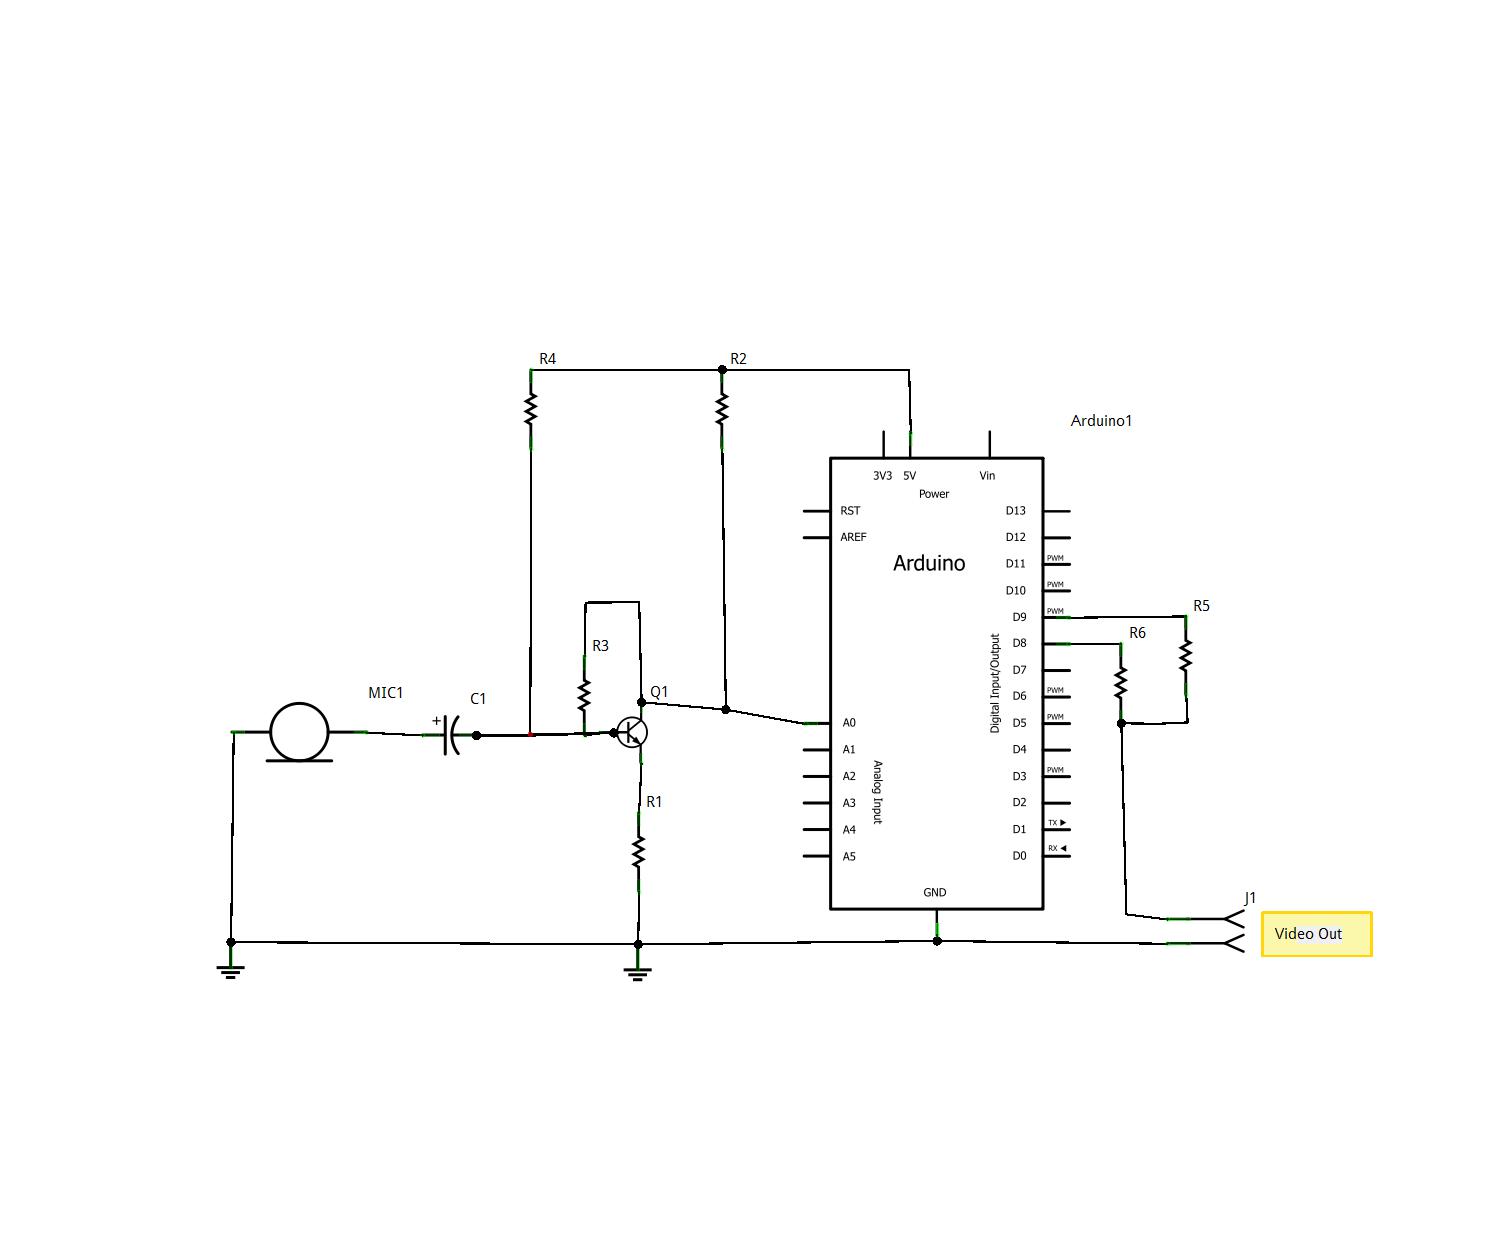 R4
R2
Arduino1
3V3 5V Vin
Power
RST D13
AREF D12
Arduino
PWM
D11
PWM
D10
PWM
D9
R5
D8
R6
D7
PWM
D6
PWM
D5
D4
PWM
D3
D2
TX ▶
D1
RX ◀
D0
Digital Input/Output
A0
A1
A2
A3
A4
A5
Analog Input
GND
R3
Q1
MIC1
C1
+
R1
J1
Video Out